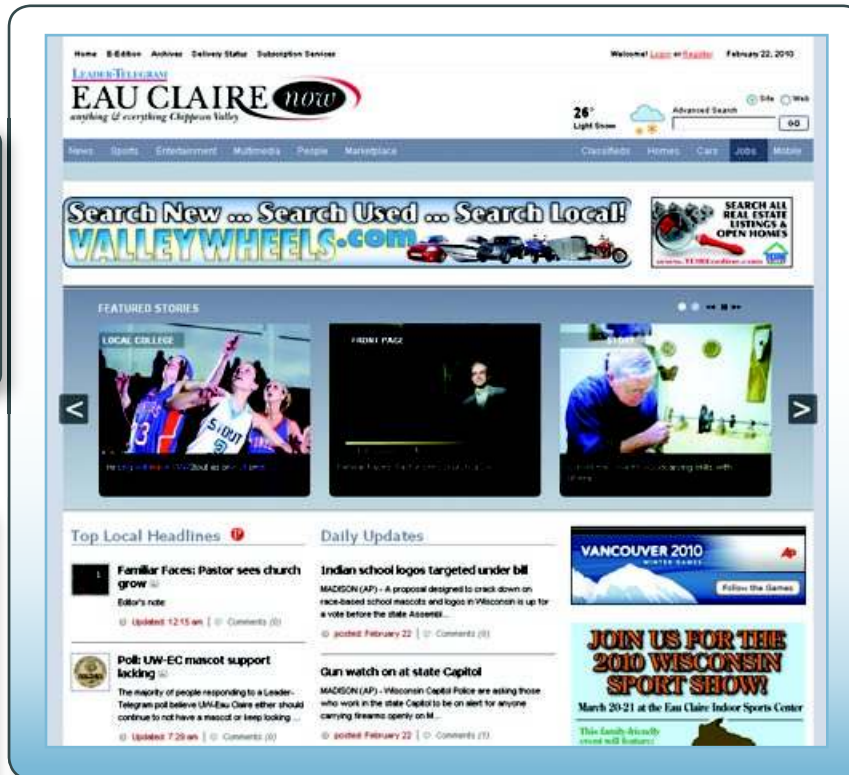 Home E-Edition Archives Delivery Status Subscription Services
Welcome! Login or Register February 22, 2010
LEADER-TELEGRAM
EAU CLAIRE now
anything & everything Chippewa Valley
26°
Light Snow
Advanced Search
Site Web
GO
News Sports Entertainment Multimedia People Marketplace
Classifieds Homes Cars Jobs Mobile
Search New ... Search Used ... Search Local!
VALLEYWHEELS.com
SEARCH ALL
REAL ESTATE
LISTINGS &
OPEN HOMES
FEATURED STORIES
LOCAL COLLEGE
FRONT PAGE
STORY
STOUT
<
>
Top Local Headlines
Familiar Faces: Pastor sees church
grow
Editor's note
Updated: 12:15 am | Comments (0)
Poll: UW-EC mascot support
lacking
The majority of people responding to a Leader-
Telegram poll believe UW-Eau Claire either should
continue to not have a mascot or keep looking ...
Updated: 7:28 am | Comments (0)
Daily Updates
Indian school logos targeted under bill
MADISON (AP) - A proposal designed to crack down on
race-based school mascots and logos in Wisconsin is up for
a vote before the state Assembl...
posted: February 22 | Comments (0)
Gun watch on at state Capitol
MADISON (AP) - Wisconsin Capitol Police are asking those
who work in the state Capitol to be on alert for anyone
carrying firearms openly on M...
posted: February 22 | Comments (1)
VANCOUVER 2010
WINTER GAMES
AP
Follow the Games
JOIN US FOR THE
2010 WISCONSIN
SPORT SHOW!
March 20-21 at the Eau Claire Indoor Sports Center
This family-friendly
event will feature: